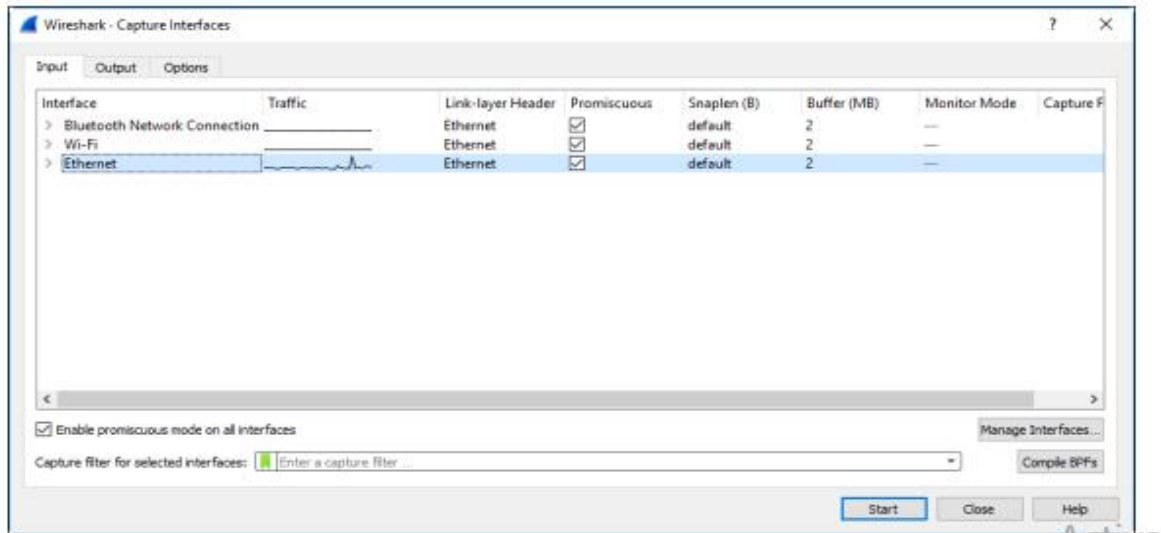 Wireshark - Capture Interfaces
Input Output Options
Interface Traffic Link-layer Header Promiscuous Snaplen (B) Buffer (MB) Monitor Mode Capture F
Bluetooth Network Connection Ethernet default 2 —
Wi-Fi Ethernet default 2 —
Ethernet Ethernet default 2 —
Enable promiscuous mode on all interfaces Manage Interfaces...
Capture filter for selected interfaces: Enter a capture filter ... Compile BPFs
Start Close Help